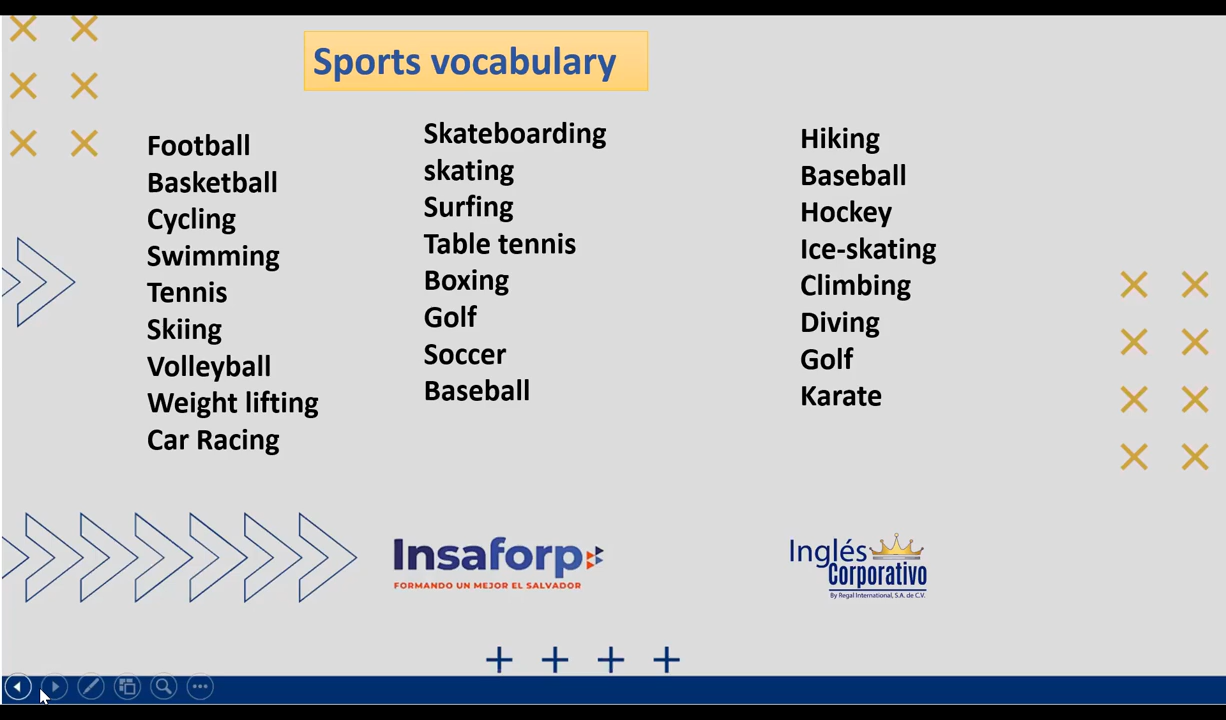 Sports vocabulary
Football
Basketball
Cycling
Swimming
Tennis
Skiing
Volleyball
Weight lifting
Car Racing
Skateboarding
skating
Surfing
Table tennis
Boxing
Golf
Soccer
Baseball
Hiking
Baseball
Hockey
Ice-skating
Climbing
Diving
Golf
Karate
Insaforp
FORMANDO UN MEJOR EL SALVADOR
Inglés
Corporativo
By Regal International, S.A. de C.V.